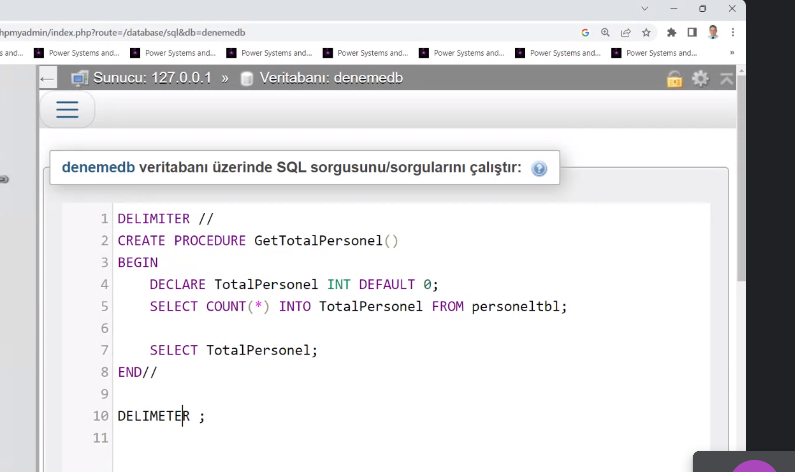 hpmyadmin/index.php?route=/database/sql&db=denemedb
s and... Power Systems and... Power Systems and... Power Systems and... Power Systems and... Power Systems and... Power Systems and... Power Systems and... »
Sunucu: 127.0.0.1 » Veritabanı: denemedb
denemedb veritabanı üzerinde SQL sorgusunu/sorgularını çalıştır:
1 DELIMITER //
2 CREATE PROCEDURE GetTotalPersonel()
3 BEGIN
4 DECLARE TotalPersonel INT DEFAULT 0;
5 SELECT COUNT(*) INTO TotalPersonel FROM personeltbl;
6
7 SELECT TotalPersonel;
8 END//
9
10 DELIMETER ;
11